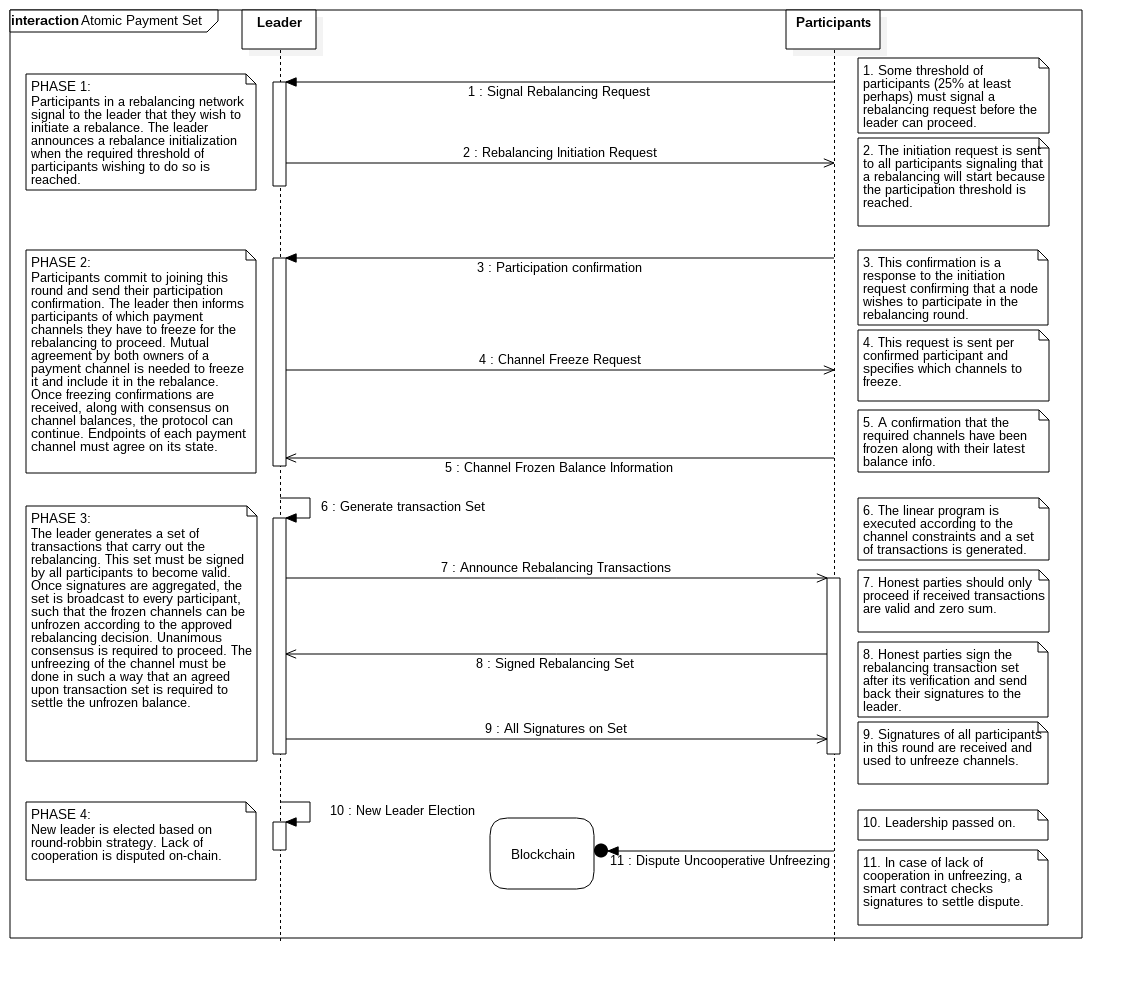 interaction Atomic Payment Set
Leader
Participants
PHASE 1:
Participants in a rebalancing network
signal to the leader that they wish to
initiate a rebalance. The leader
announces a rebalance initialization
when the required threshold of
participants wishing to do so is
reached.
1 : Signal Rebalancing Request
2 : Rebalancing Initiation Request
1. Some threshold of
participants (25% at least
perhaps) must signal a
rebalancing request before the
leader can proceed.
2. The initiation request is sent
to all participants signaling that
a rebalancing will start because
the participation threshold is
reached.
PHASE 2:
Participants commit to joining this
round and send their participation
confirmation. The leader then informs
participants of which payment
channels they have to freeze for the
rebalancing to proceed. Mutual
agreement by both owners of a
payment channel is needed to freeze
it and include it in the rebalance.
Once freezing confirmations are
received, along with consensus on
channel balances, the protocol can
continue. Endpoints of each payment
channel must agree on its state.
3 : Participation confirmation
4 : Channel Freeze Request
5 : Channel Frozen Balance Information
3. This confirmation is a
response to the initiation
request confirming that a node
wishes to participate in the
rebalancing round.
4. This request is sent per
confirmed participant and
specifies which channels to
freeze.
5. A confirmation that the
required channels have been
frozen along with their latest
balance info.
PHASE 3:
The leader generates a set of
transactions that carry out the
rebalancing. This set must be signed
by all participants to become valid.
Once signatures are aggregated, the
set is broadcast to every participant,
such that the frozen channels can be
unfrozen according to the approved
rebalancing decision. Unanimous
consensus is required to proceed. The
unfreezing of the channel must be
done in such a way that an agreed
upon transaction set is required to
settle the unfrozen balance.
6 : Generate transaction Set
7 : Announce Rebalancing Transactions
8 : Signed Rebalancing Set
9 : All Signatures on Set
6. The linear program is
executed according to the
channel constraints and a set
of transactions is generated.
7. Honest parties should only
proceed if received transactions
are valid and zero sum.
8. Honest parties sign the
rebalancing transaction set
after its verification and send
back their signatures to the
leader.
9. Signatures of all participants
in this round are received and
used to unfreeze channels.
PHASE 4:
New leader is elected based on
round-robbin strategy. Lack of
cooperation is disputed on-chain.
10 : New Leader Election
Blockchain
11 : Dispute Uncooperative Unfreezing
10. Leadership passed on.
11. In case of lack of
cooperation in unfreezing, a
smart contract checks
signatures to settle dispute.